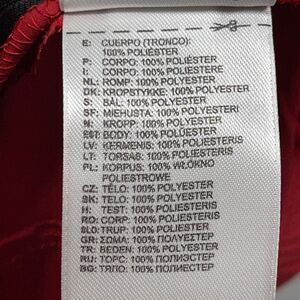 E: CUERPO (TRONCO):
100% POLIÉSTER
P: CORPO: 100% POLIÉSTER
I: CORPO: 100% POLIESTERE
NL: ROMP: 100% POLYESTER
DK: KROPSTYKKE: 100% POLYESTER
S: BÅL: 100% POLYESTER
SF: MIEHUSTA: 100% POLYESTERI
N: KROPP: 100% POLYESTER
EST: BODY: 100% POLÜESTER
LV: ĶERMENIS: 100% POLIESTERIS
LT: TORSAS: 100% POLIESTERIS
PL: KORPUS: 100% WŁÓKNO
POLIESTROWE
CZ: TĚLO: 100% POLYESTER
SK: TELO: 100% POLYESTER
H: TEST: 100% POLIÉSZTER
RO: CORP: 100% POLIESTER
SLO: TRUP: 100% POLIESTER
GR: ΣΩΜΑ: 100% ΠΟΛΥΕΣΤΕΡ
TR: BEDEN: 100% POLYESTER
RU: ТОРС: 100% ПОЛИЭСТЕР
BG: ТЯЛО: 100% ПОЛИЕСТЕР